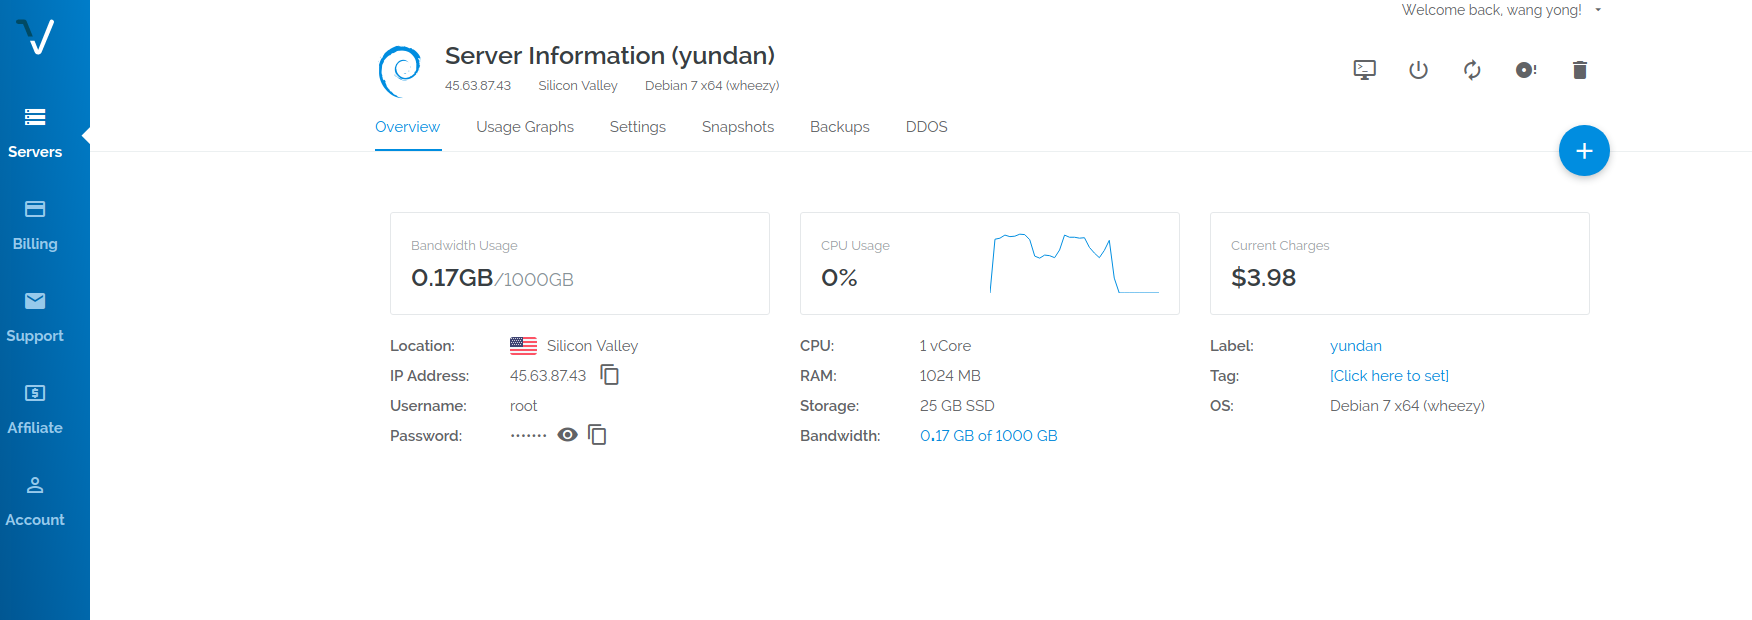 Welcome back, wang yong!
Server Information (yundan)
45.63.87.43 Silicon Valley Debian 7 x64 (wheezy)
Overview Usage Graphs Settings Snapshots Backups DDOS
Servers
Billing
Support
Affiliate
Account
Bandwidth Usage
0.17GB/1000GB
CPU Usage
0%
Current Charges
$3.98
Location: Silicon Valley
IP Address: 45.63.87.43
Username: root
Password: •••••••
CPU: 1 vCore
RAM: 1024 MB
Storage: 25 GB SSD
Bandwidth: 0.17 GB of 1000 GB
Label: yundan
Tag: [Click here to set]
OS: Debian 7 x64 (wheezy)